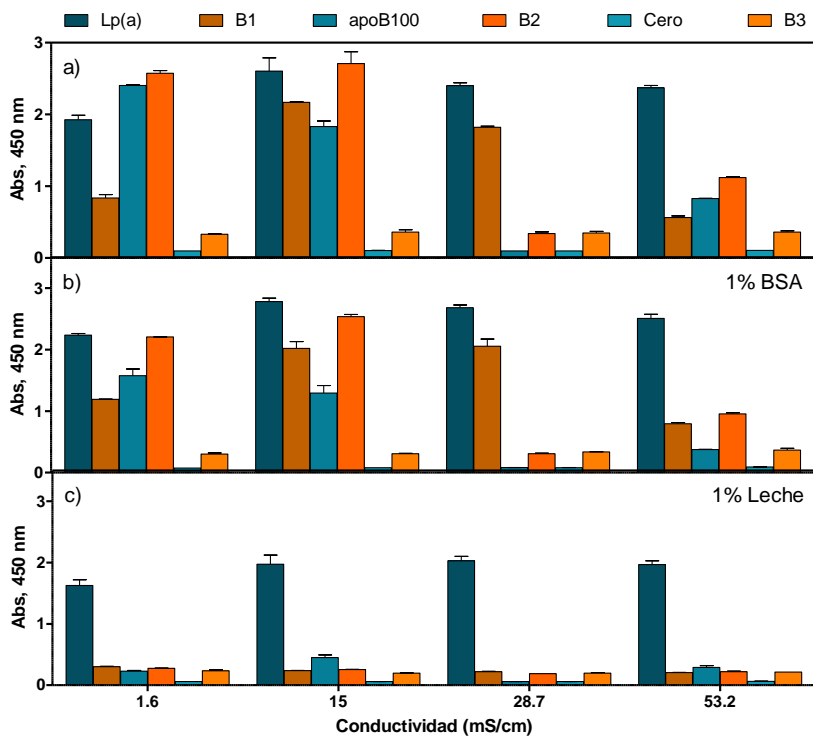 Lp(a) B1 apoB100 B2 Cero B3
a)
3
2
1
0
Abs, 450 nm
b) 1% BSA
3
2
1
0
Abs, 450 nm
c) 1% Leche
3
2
1
0
Abs, 450 nm
1.6 15 28.7 53.2
Conductividad (mS/cm)